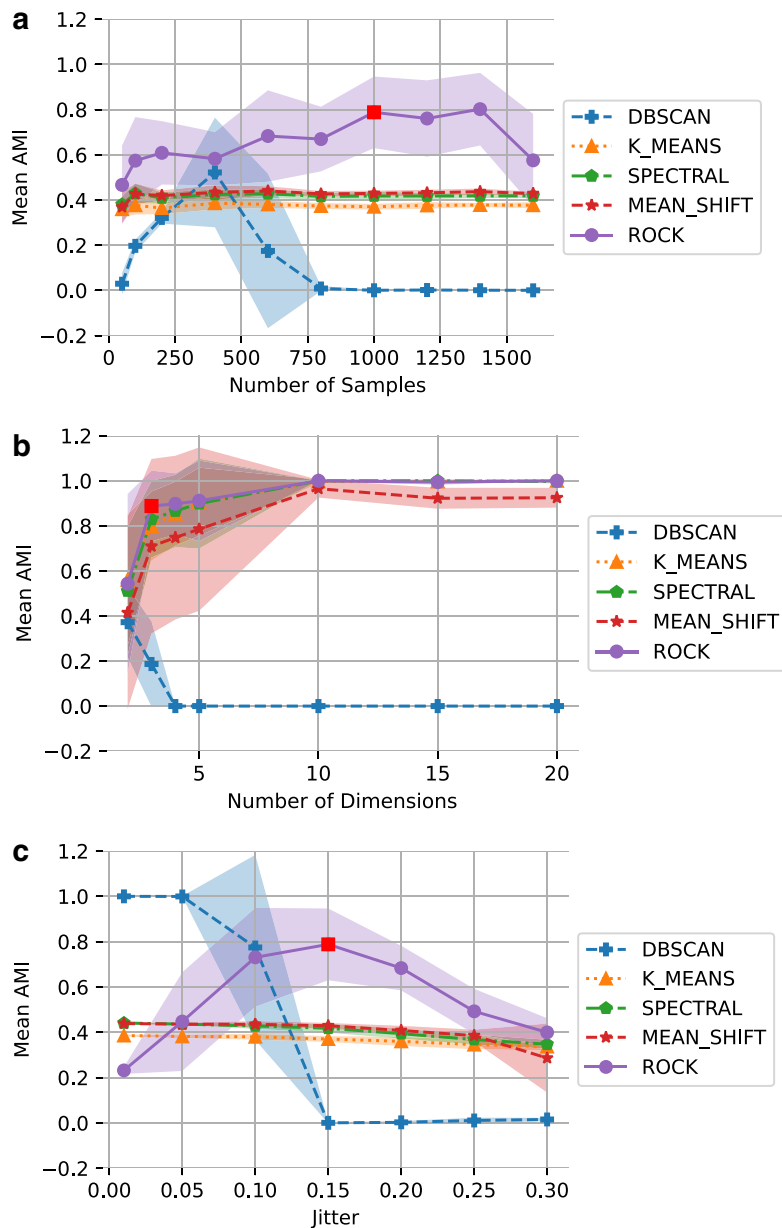 a
1.2
1.0
0.8
0.6
0.4
0.2
0.0
−0.2
Mean AMI
0 250 500 750 1000 1250 1500
Number of Samples
DBSCAN
K_MEANS
SPECTRAL
MEAN_SHIFT
ROCK
b
1.2
1.0
0.8
0.6
0.4
0.2
0.0
−0.2
Mean AMI
5 10 15 20
Number of Dimensions
DBSCAN
K_MEANS
SPECTRAL
MEAN_SHIFT
ROCK
c
1.2
1.0
0.8
0.6
0.4
0.2
0.0
−0.2
Mean AMI
0.00 0.05 0.10 0.15 0.20 0.25 0.30
Jitter
DBSCAN
K_MEANS
SPECTRAL
MEAN_SHIFT
ROCK